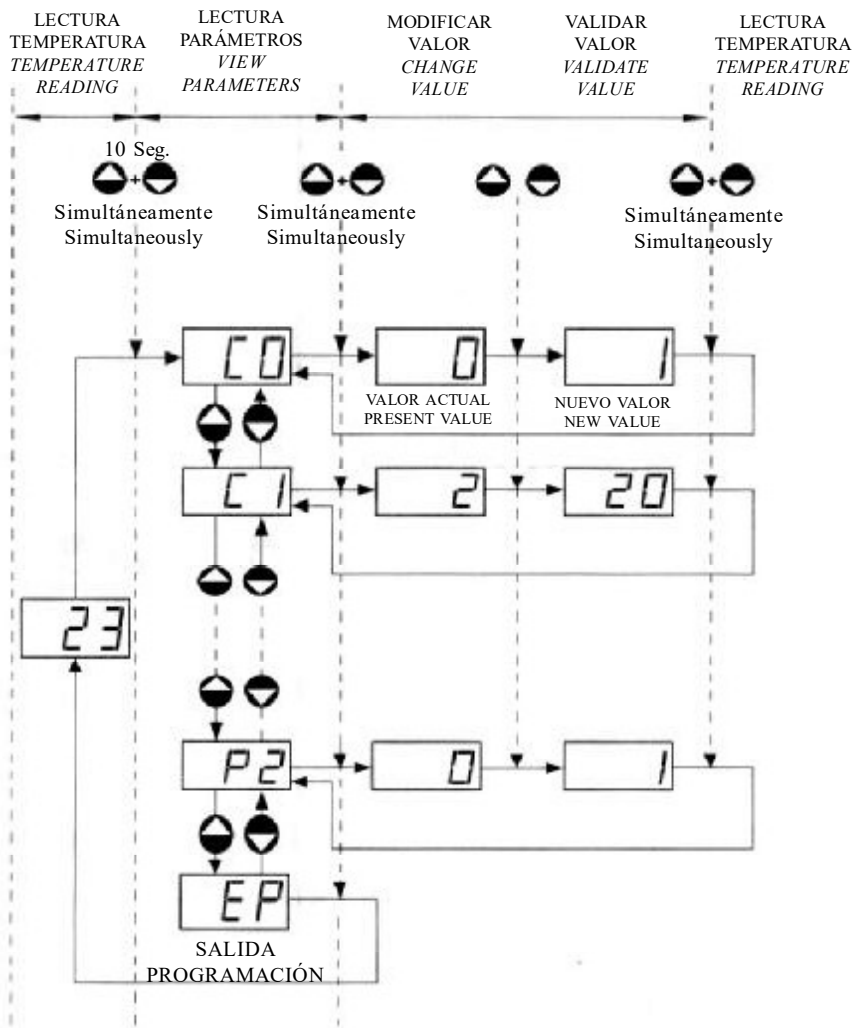 LECTURA
TEMPERATURA
TEMPERATURE
READING
LECTURA
PARÁMETROS
VIEW
PARAMETERS
MODIFICAR
VALOR
CHANGE
VALUE
VALIDAR
VALOR
VALIDATE
VALUE
LECTURA
TEMPERATURA
TEMPERATURE
READING
10 Seg.
+
Simultáneamente
Simultaneously
+
Simultáneamente
Simultaneously
+
Simultáneamente
Simultaneously
C0
0
VALOR ACTUAL
PRESENT VALUE
1
NUEVO VALOR
NEW VALUE
C1
2
20
23
P2
0
1
EP
SALIDA
PROGRAMACIÓN